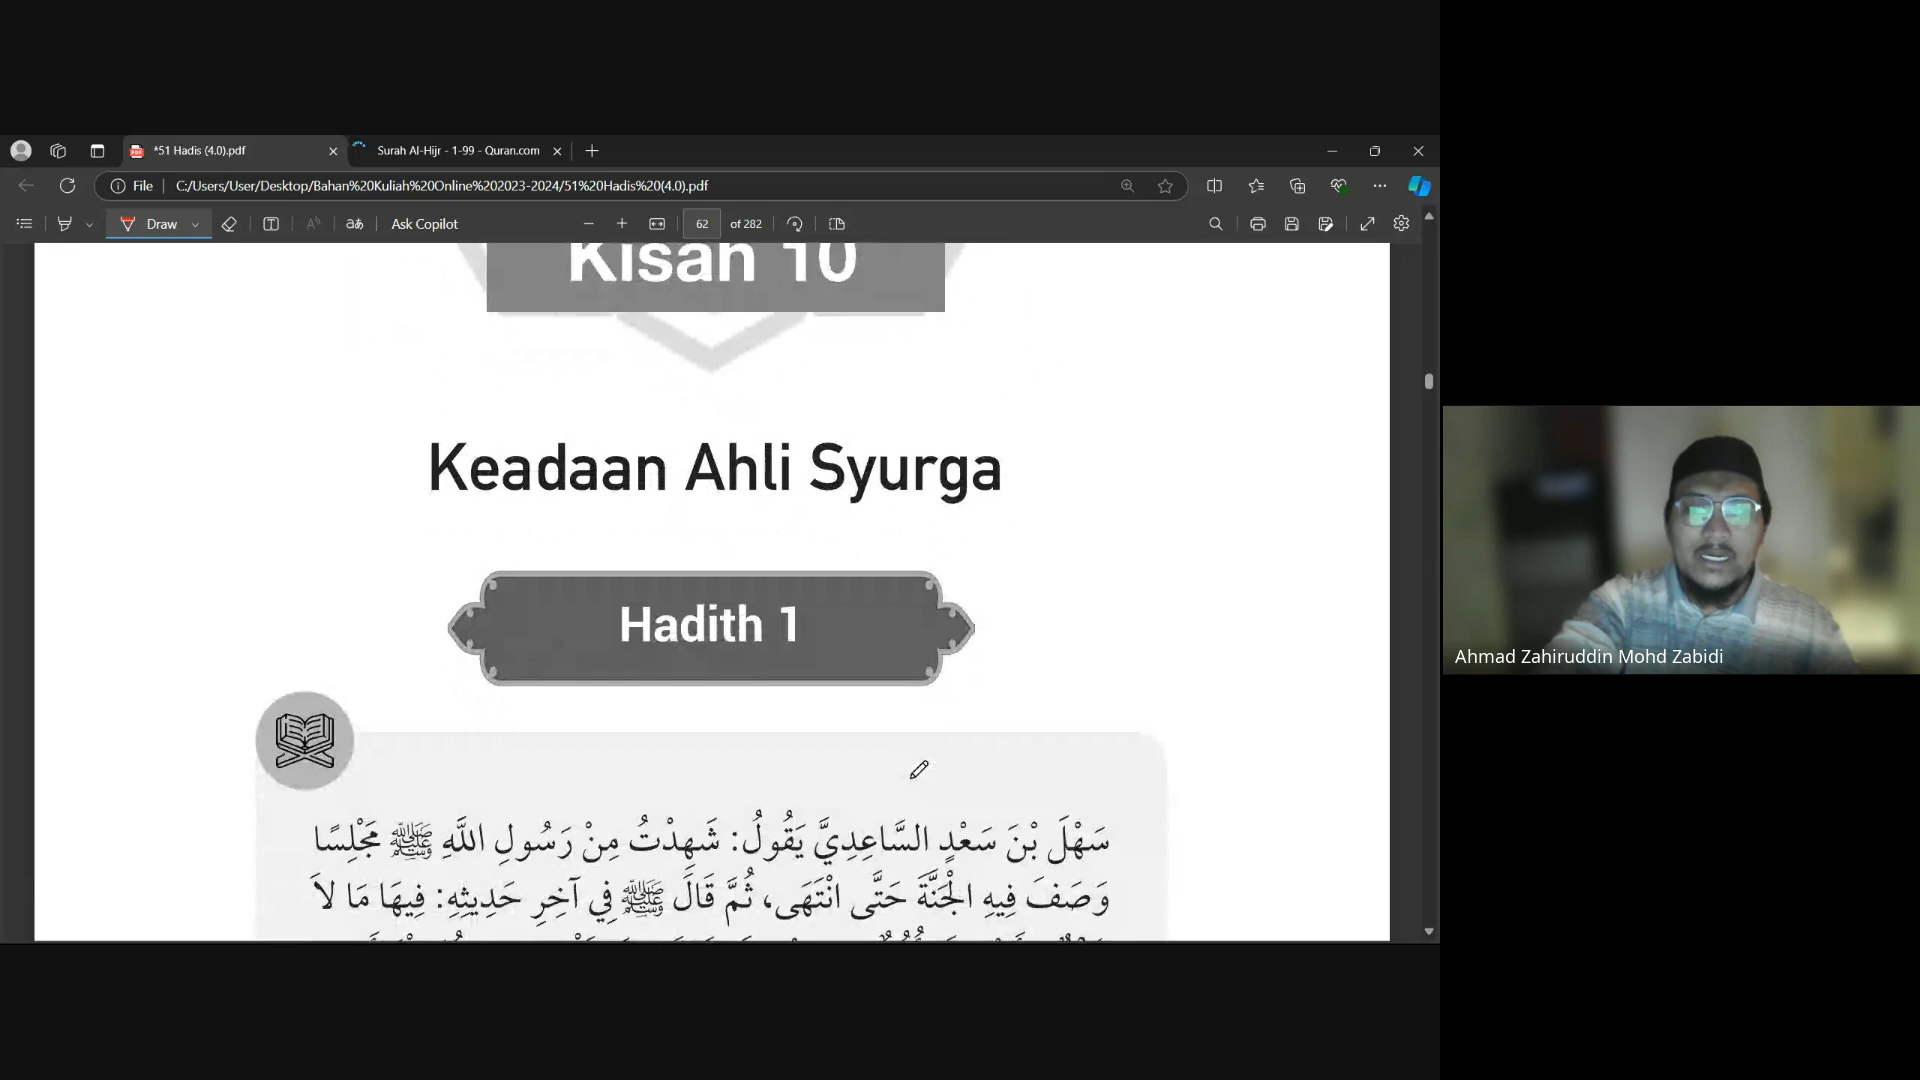 *51 Hadis (4.0).pdf
Surah Al-Hijr - 1-99 - Quran.com
File
C:/Users/User/Desktop/Bahan%20Kuliah%20Online%202023-2024/51%20Hadis%20(4.0).pdf
Draw
aあ
Ask Copilot
62 of 282
Kisah 10
Keadaan Ahli Syurga
Hadith 1
سَهْلَ بْنَ سَعْدٍ السَّاعِدِيَّ يَقُولُ: شَهِدْتُ مِنْ رَسُولِ اللَّهِ ﷺ مَجْلِسًا
وَصَفَ فِيهِ الْجَنَّةَ حَتَّى انْتَهَى، ثُمَّ قَالَ ﷺ فِي آخِرِ حَدِيثِهِ: فِيهَا مَا لاَ
Ahmad Zahiruddin Mohd Zabidi